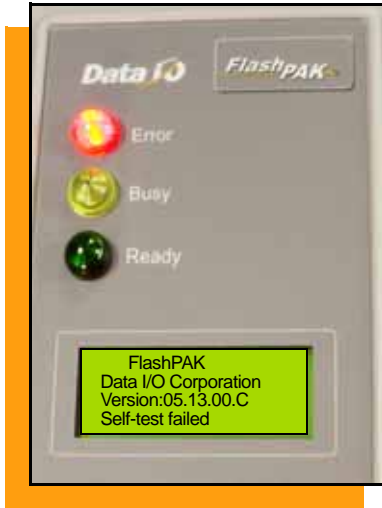 Data I/O
FlashPAK
Error
Busy
Ready
FlashPAK
Data I/O Corporation
Version:05.13.00.C
Self-test failed